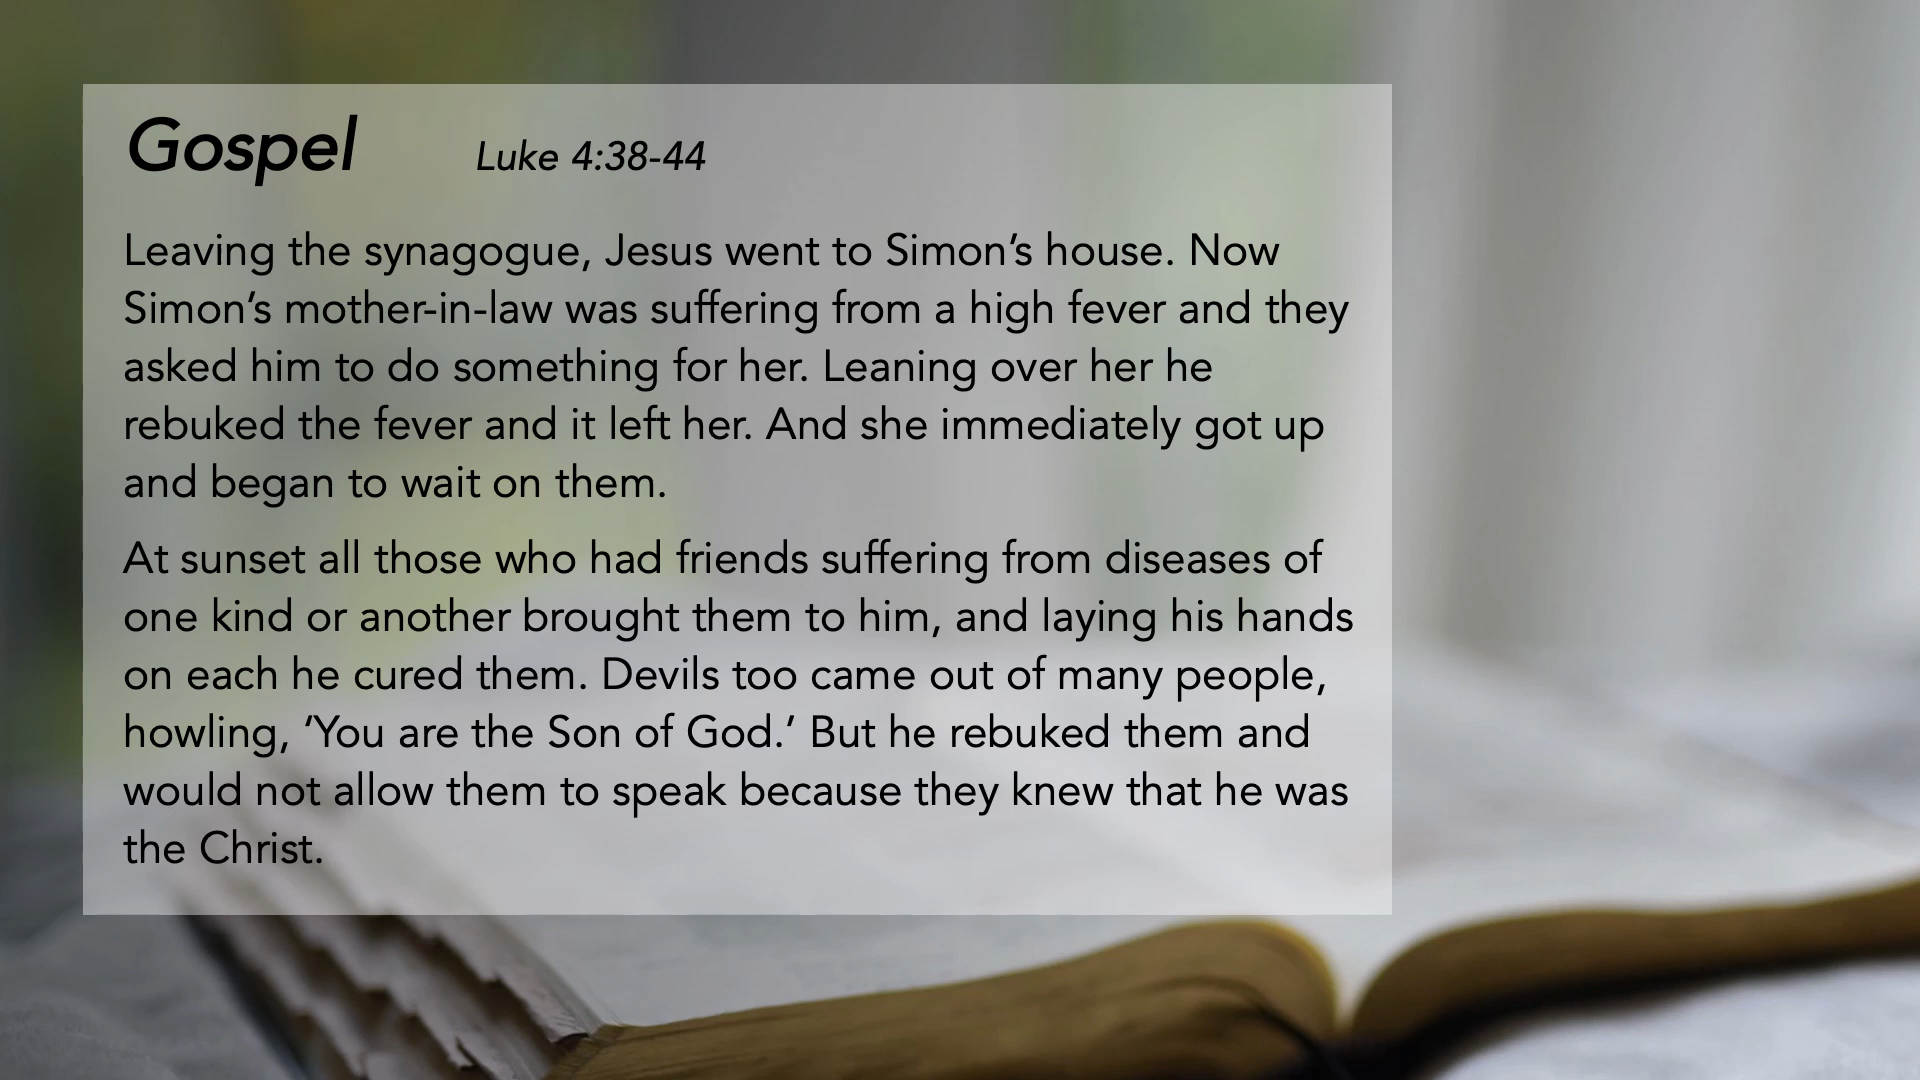 Gospel Luke 4:38-44
Leaving the synagogue, Jesus went to Simon’s house. Now
Simon’s mother-in-law was suffering from a high fever and they
asked him to do something for her. Leaning over her he
rebuked the fever and it left her. And she immediately got up
and began to wait on them.
At sunset all those who had friends suffering from diseases of
one kind or another brought them to him, and laying his hands
on each he cured them. Devils too came out of many people,
howling, ‘You are the Son of God.’ But he rebuked them and
would not allow them to speak because they knew that he was
the Christ.